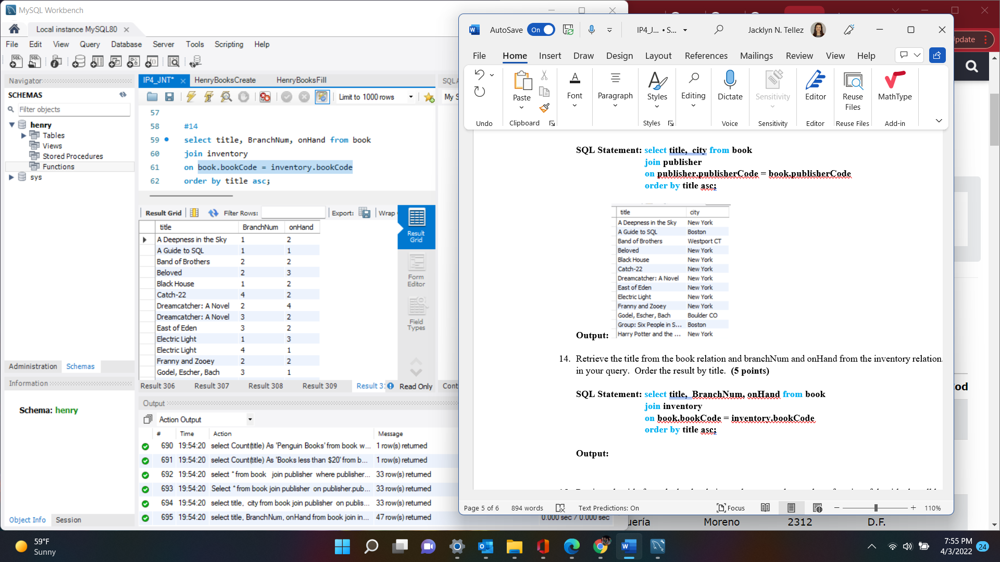 MySQL Workbench
Local instance MySQL80
File Edit View Query Database Server Tools Scripting Help
Navigator
SCHEMAS
Filter objects
henry
Tables
Views
Stored Procedures
Functions
sys
Administration Schemas
Information
Schema: henry
Object Info Session
IP4_JNT* HenryBooksCreate HenryBooksFill
Limit to 1000 rows
57
58 #14
59 select title, BranchNum, onHand from book
60 join inventory
61 on book.bookCode = inventory.bookCode
62 order by title asc;
Result Grid Filter Rows: Export: Wrap
title BranchNum onHand
A Deepness in the Sky 1 2
A Guide to SQL 1 1
Band of Brothers 2 2
Beloved 2 3
Black House 1 2
Catch-22 4 2
Dreamcatcher: A Novel 2 4
Dreamcatcher: A Novel 3 2
East of Eden 3 2
Electric Light 1 3
Electric Light 4 1
Franny and Zooey 2 2
Godel, Escher, Bach 3 1
Result Grid
Form Editor
Field Types
Result 306 Result 307 Result 308 Result 309 Result 31 Read Only Cont
Output
Action Output
# Time Action Message
690 19:54:20 select Count(title) As 'Penguin Books' from book w... 1 row(s) returned
691 19:54:20 select Count(title) As 'Books less than $20' from b... 1 row(s) returned
692 19:54:20 select * from book join publisher where publisher... 33 row(s) returned
693 19:54:20 Select * from book join publisher on publisher.pub... 33 row(s) returned
694 19:54:20 select title, city from book join publisher on publis... 33 row(s) returned
695 19:54:20 select title, BranchNum, onHand from book join in... 47 row(s) returned
0.000 sec / 0.000 sec
SQLA
My S
AutoSave On IP4_J... • S... Jacklyn N. Tellez
File Home Insert Draw Design Layout References Mailings Review View Help
Paste Font Paragraph Styles Editing Dictate Sensitivity Editor Reuse Files MathType
Undo Clipboard Styles Voice Sensitivity Editor Reuse Files Add-in
SQL Statement: select title, city from book
join publisher
on publisher.publisherCode = book.publisherCode
order by title asc;
title city
A Deepness in the Sky New York
A Guide to SQL Boston
Band of Brothers Westport CT
Beloved New York
Black House New York
Catch-22 New York
Dreamcatcher: A Novel New York
East of Eden New York
Electric Light New York
Franny and Zooey New York
Godel, Escher, Bach Boulder CO
Group: Six People in S... Boston
Harry Potter and the ... New York
Output:
14. Retrieve the title from the book relation and branchNum and onHand from the inventory relation.
in your query. Order the result by title. (5 points)
SQL Statement: select title, BranchNum, onHand from book
join inventory
on book.bookCode = inventory.bookCode
order by title asc;
Output:
Page 5 of 6 894 words Text Predictions: On Focus 110%
pdate
od
uería Moreno 2312 D.F.
59°F
Sunny
7:55 PM
4/3/2022
24